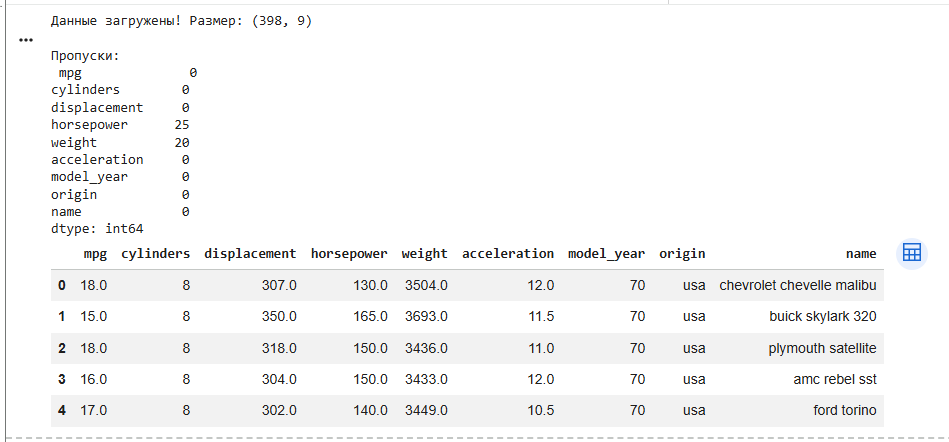 Данные загружены! Размер: (398, 9)
Пропуски:
mpg 0
cylinders 0
displacement 0
horsepower 25
weight 20
acceleration 0
model_year 0
origin 0
name 0
dtype: int64
mpg cylinders displacement horsepower weight acceleration model_year origin name
0 18.0 8 307.0 130.0 3504.0 12.0 70 usa chevrolet chevelle malibu
1 15.0 8 350.0 165.0 3693.0 11.5 70 usa buick skylark 320
2 18.0 8 318.0 150.0 3436.0 11.0 70 usa plymouth satellite
3 16.0 8 304.0 150.0 3433.0 12.0 70 usa amc rebel sst
4 17.0 8 302.0 140.0 3449.0 10.5 70 usa ford torino